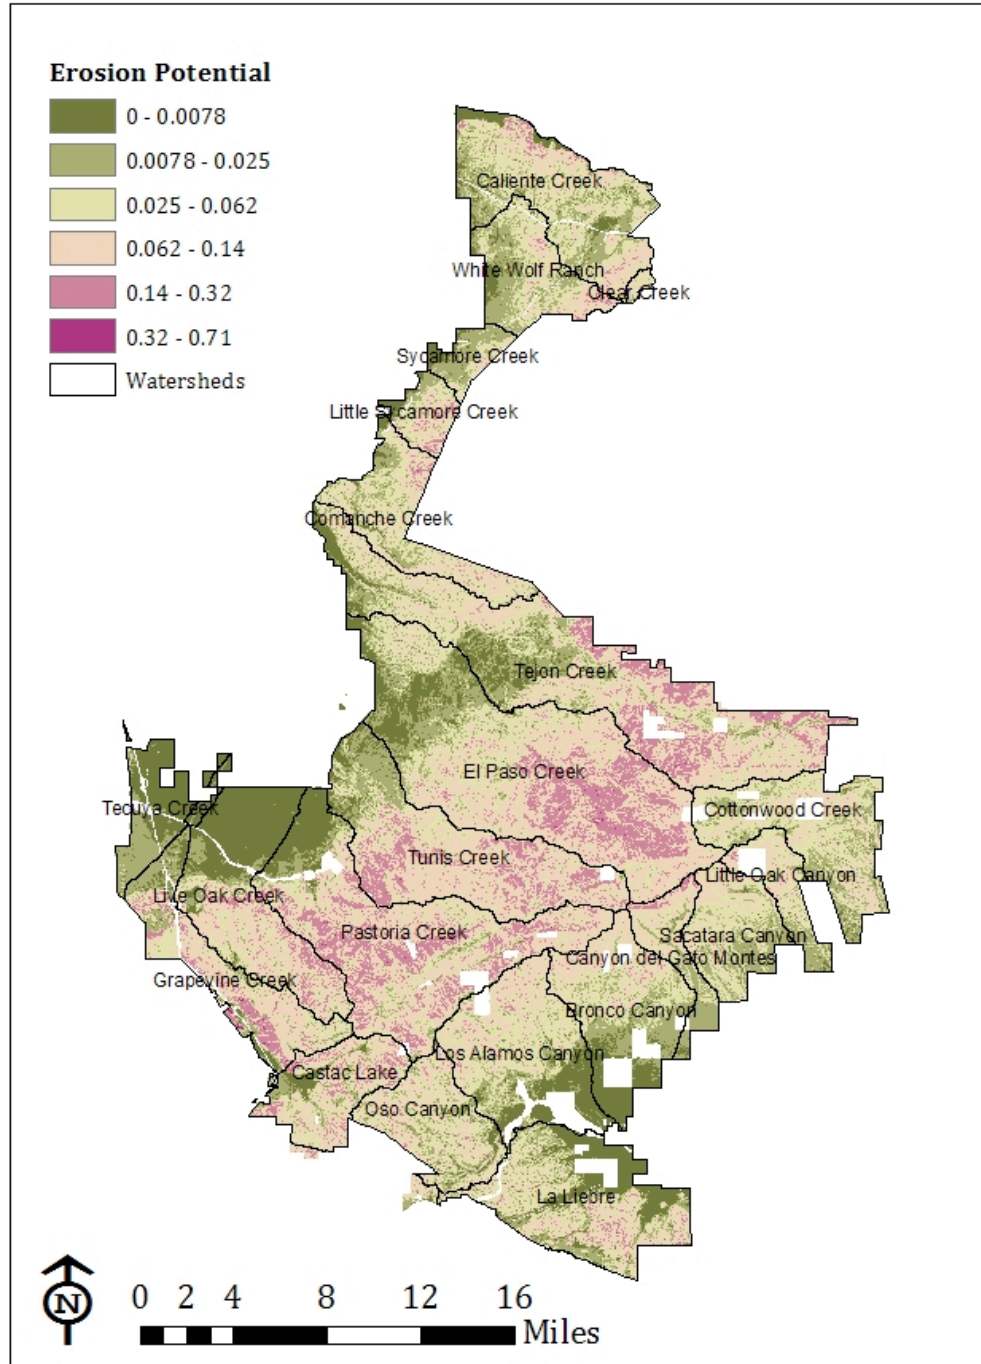 Erosion Potential
0 - 0.0078
0.0078 - 0.025
0.025 - 0.062
0.062 - 0.14
0.14 - 0.32
0.32 - 0.71
Watersheds
Caliente Creek
White Wolf Ranch
Clear Creek
Sycamore Creek
Little Sycamore Creek
Comanche Creek
Tejon Creek
El Paso Creek
Tecuya Creek
Cottonwood Creek
Tunis Creek
Little Oak Canyon
Live Oak Creek
Pastoria Creek
Sacatara Canyon
Canyon del Gato Montes
Grapevine Creek
Bronco Canyon
Los Alamos Canyon
Castac Lake
Oso Canyon
La Liebre
N
0 2 4 8 12 16
Miles